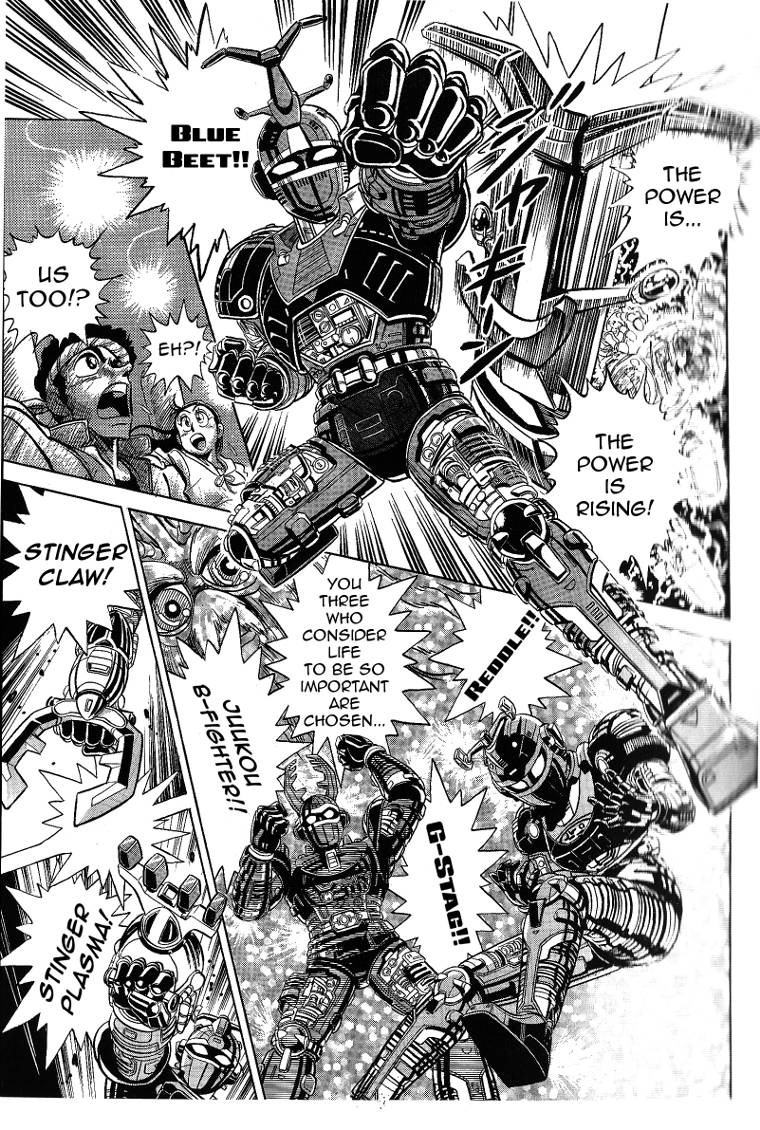 THE
POWER
IS...
BLUE
BEET!!
THE
POWER
IS
RISING!
EH?!
US
TOO!?
REDDLE!!
YOU
THREE
WHO
CONSIDER
LIFE
TO BE SO
IMPORTANT
ARE
CHOSEN...
JUUKOU
B-FIGHTER!!
STINGER
CLAW!
G-STAG!!
STINGER
PLASMA!